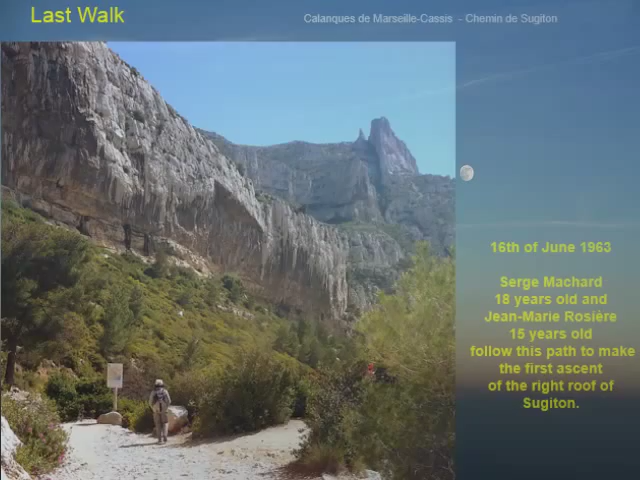 Last Walk
Calanques de Marseille-Cassis - Chemin de Sugiton
16th of June 1963
Serge Machard
18 years old and
Jean-Marie Rosière
15 years old
follow this path to make
the first ascent
of the right roof of
Sugiton.